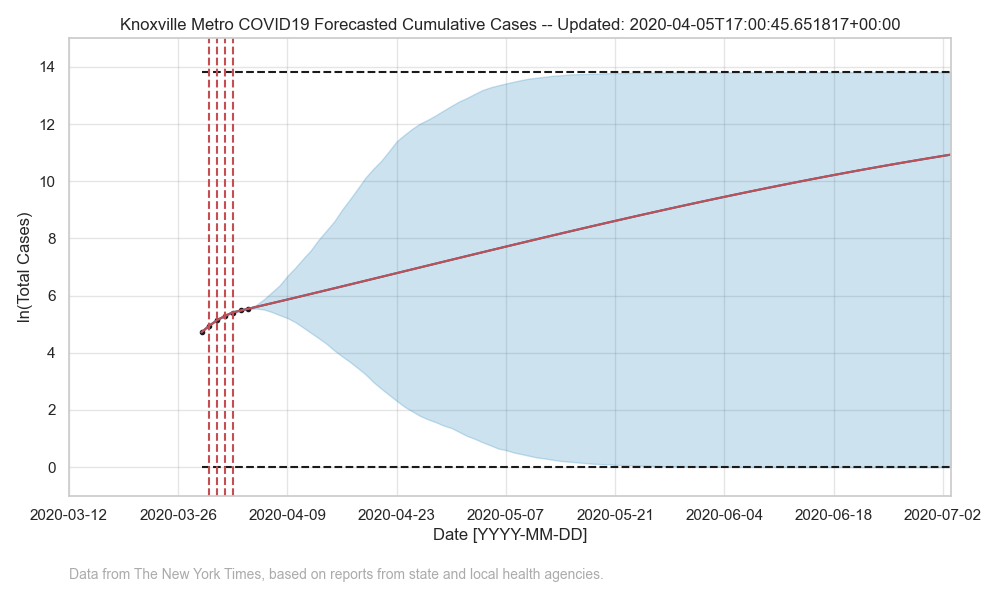 Knoxville Metro COVID19 Forecasted Cumulative Cases -- Updated: 2020-04-05T17:00:45.651817+00:00
14
12
10
8
6
4
2
0
ln(Total Cases)
2020-03-12 2020-03-26 2020-04-09 2020-04-23 2020-05-07 2020-05-21 2020-06-04 2020-06-18 2020-07-02
Date [YYYY-MM-DD]
Data from The New York Times, based on reports from state and local health agencies.